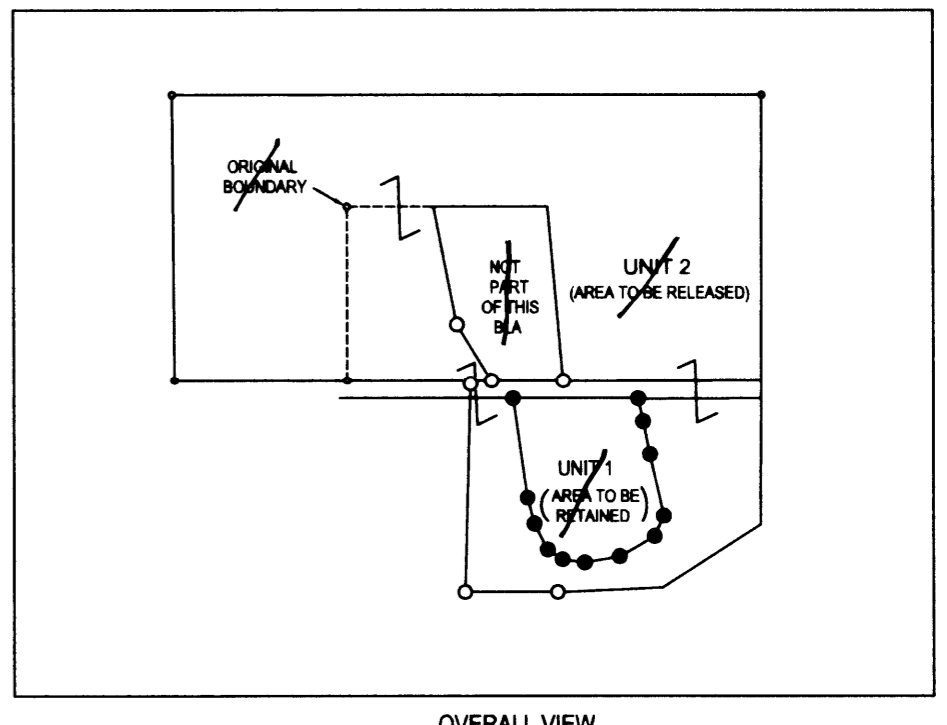 ORIGINAL
BOUNDARY
NOT
PART
OF THIS
BLA
UNIT 2
(AREA TO BE RELEASED)
UNIT 1
(AREA TO BE
RETAINED)
OVERALL VIEW